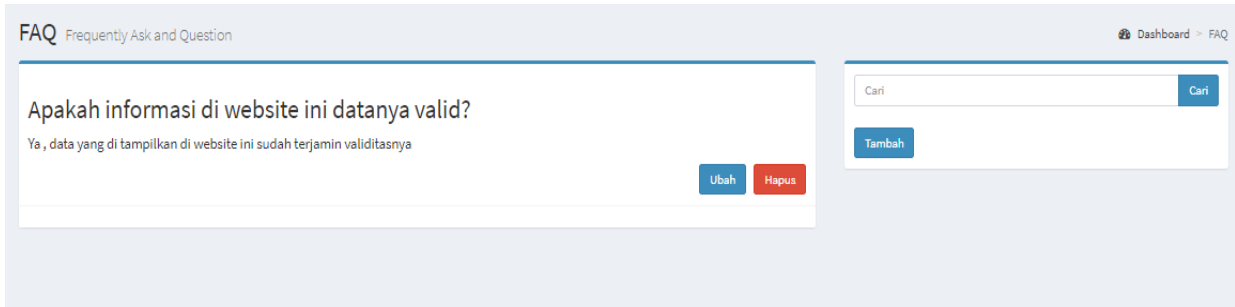 FAQ Frequently Ask and Question
Dashboard > FAQ
Apakah informasi di website ini datanya valid?
Ya , data yang di tampilkan di website ini sudah terjamin validitasnya
Ubah Hapus
Cari Cari
Tambah